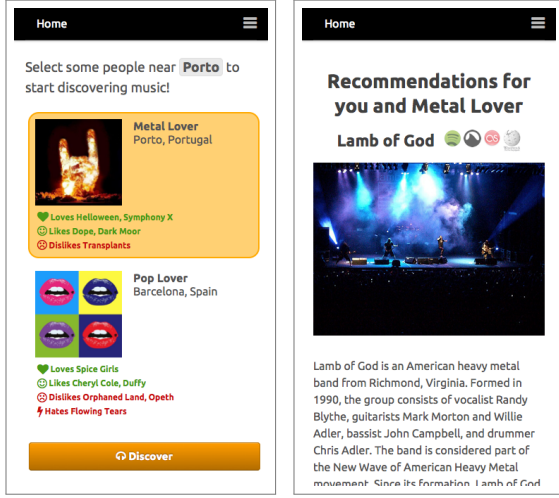 Home
Select some people near Porto to
start discovering music!
Metal Lover
Porto, Portugal
Loves Helloween, Symphony X
Likes Dope, Dark Moor
Dislikes Transplants
Pop Lover
Barcelona, Spain
Loves Spice Girls
Likes Cheryl Cole, Duffy
Dislikes Orphaned Land, Opeth
Hates Flowing Tears
Discover
Home
Recommendations for
you and Metal Lover
Lamb of God
Lamb of God is an American heavy metal
band from Richmond, Virginia. Formed in
1990, the group consists of vocalist Randy
Blythe, guitarists Mark Morton and Willie
Adler, bassist John Campbell, and drummer
Chris Adler. The band is considered part of
the New Wave of American Heavy Metal
movement. Since its formation, Lamb of God